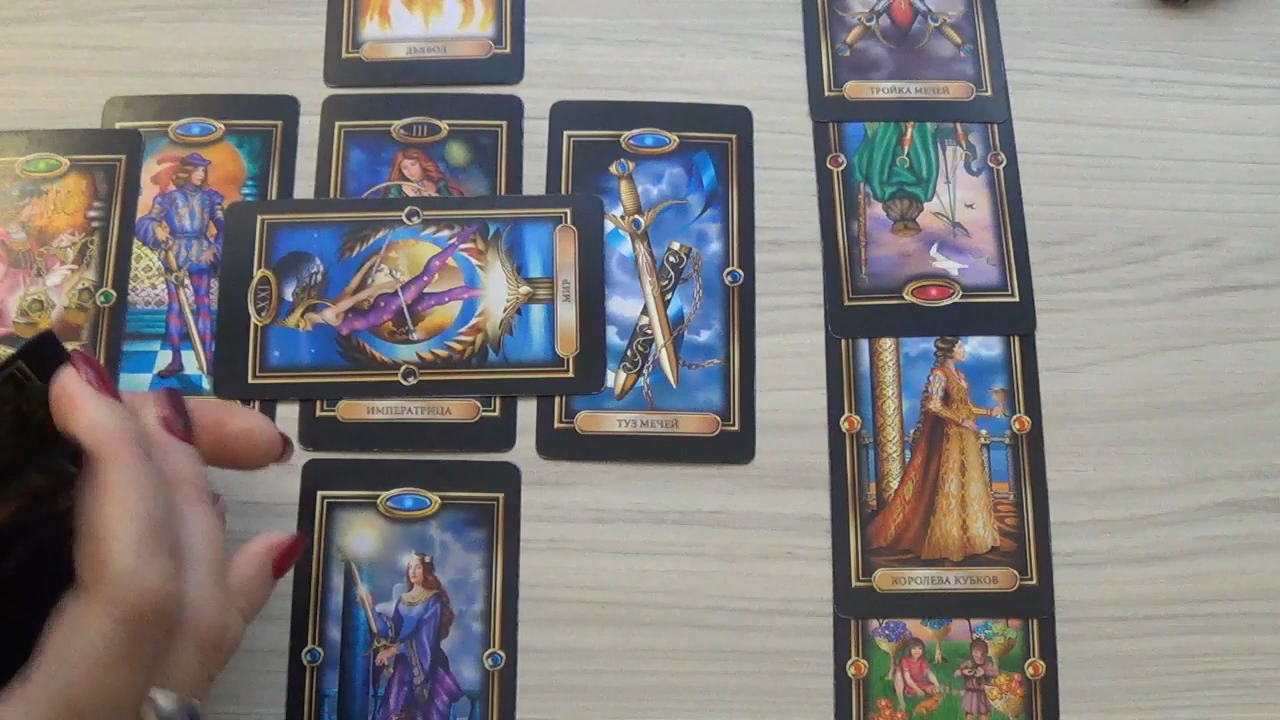 ДЬЯВОЛ
ТРОЙКА МЕЧЕЙ
III
XXI
МИР
ИМПЕРАТРИЦА
ТУЗ МЕЧЕЙ
КОРОЛЕВА КУБКОВ